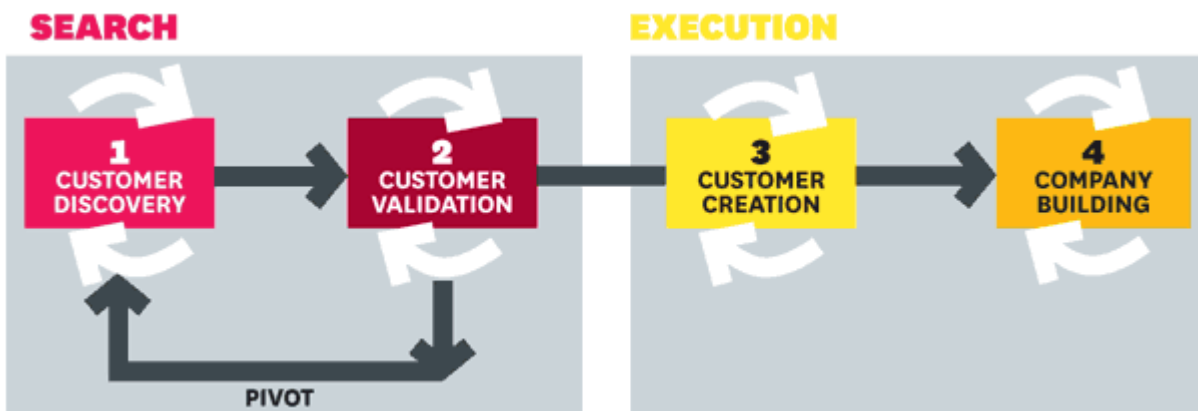 SEARCH
EXECUTION
1
CUSTOMER
DISCOVERY
2
CUSTOMER
VALIDATION
3
CUSTOMER
CREATION
4
COMPANY
BUILDING
PIVOT